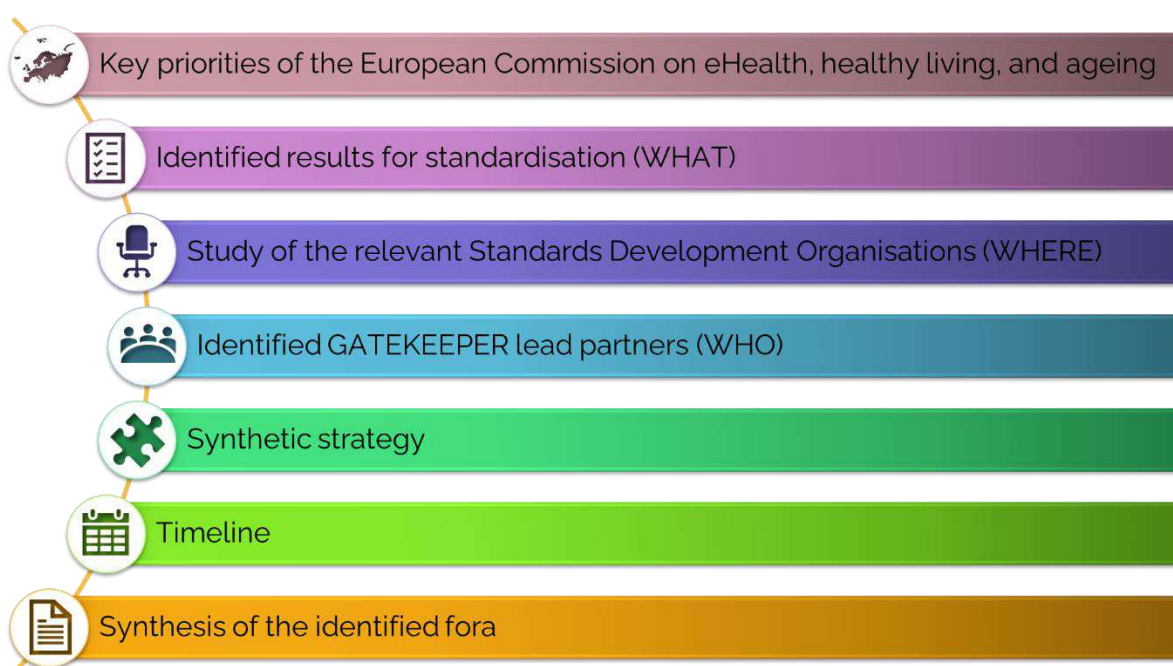 Key priorities of the European Commission on eHealth, healthy living, and ageing
Identified results for standardisation (WHAT)
Study of the relevant Standards Development Organisations (WHERE)
Identified GATEKEEPER lead partners (WHO)
Synthetic strategy
Timeline
Synthesis of the identified fora